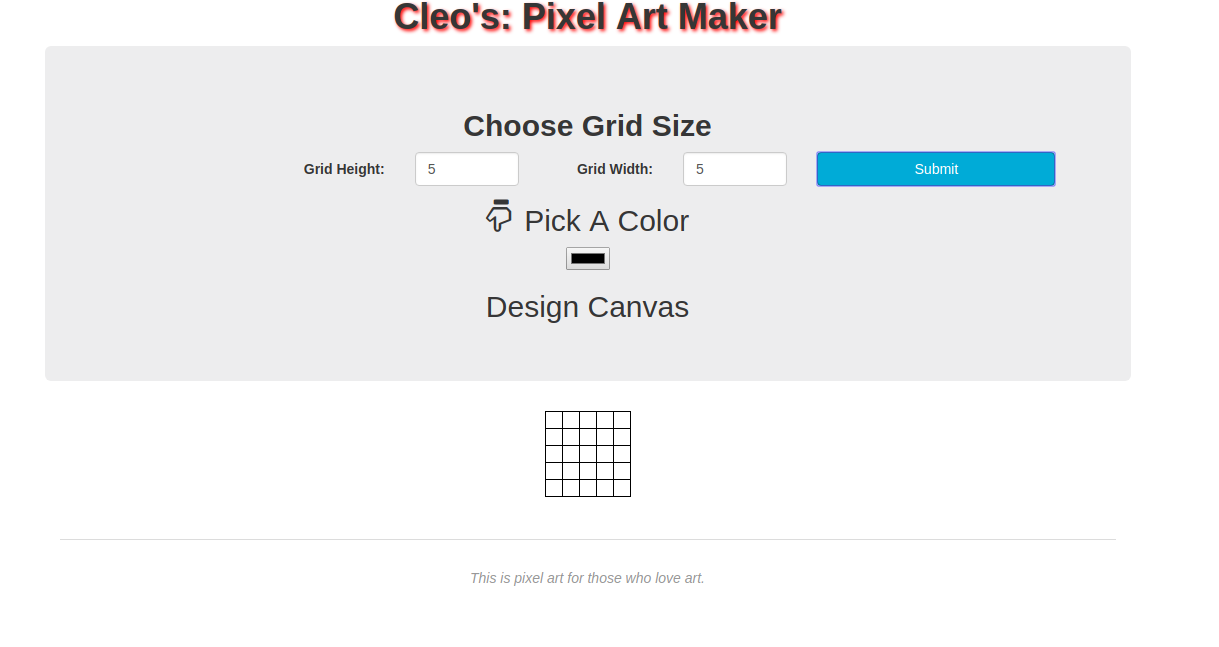 Cleo's: Pixel Art Maker
Choose Grid Size
Grid Height: 5 Grid Width: 5 Submit
Pick A Color
Design Canvas
This is pixel art for those who love art.